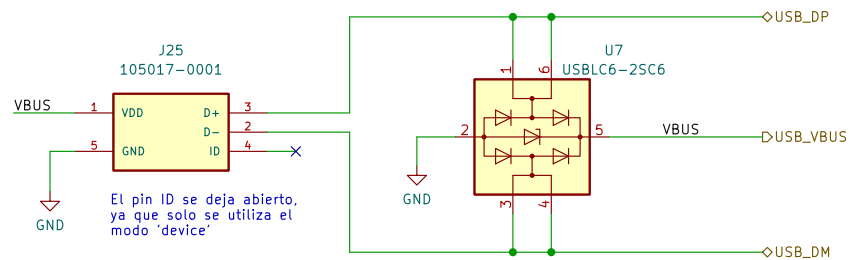 USB_DP
J25
105017-0001
U7
USBLC6-2SC6
1
6
VBUS
1
VDD
D+
3
D-
2
5
GND
ID
4
2
5
VBUS
USB_VBUS
GND
GND
El pin ID se deja abierto,
ya que solo se utiliza el
modo 'device'
3
4
USB_DM